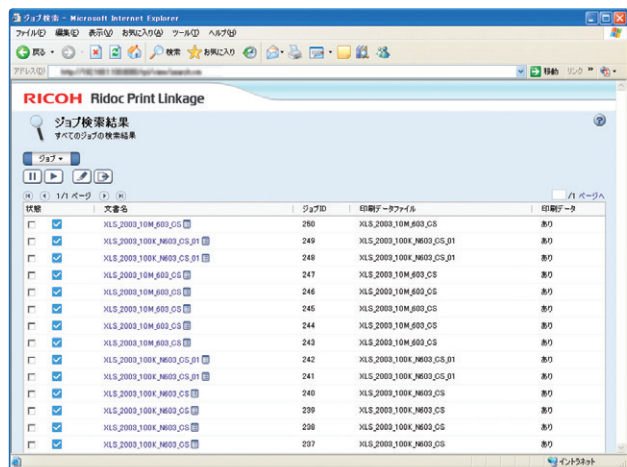 ジョブ検索 - Microsoft Internet Explorer
ファイル(F) 編集(E) 表示(V) お気に入り(A) ツール(T) ヘルプ(H)
戻る 検索 お気に入り
アドレス(D) 移動 リンク
RICOH Ridoc Print Linkage
ジョブ検索結果
すべてのジョブの検索結果
ジョブ
1/1 ページ /1 ページへ
状態 文書名 ジョブID 印刷データファイル 印刷データ
XLS_2003_10M_603_CS 250 XLS_2003_10M_603_CS あり
XLS_2003_100K_N603_CS_01 249 XLS_2003_100K_N603_CS_01 あり
XLS_2003_100K_N603_CS_01 248 XLS_2003_100K_N603_CS_01 あり
XLS_2003_10M_603_CS 247 XLS_2003_10M_603_CS あり
XLS_2003_10M_603_CS 246 XLS_2003_10M_603_CS あり
XLS_2003_10M_603_CS 245 XLS_2003_10M_603_CS あり
XLS_2003_10M_603_CS 244 XLS_2003_10M_603_CS あり
XLS_2003_10M_603_CS 243 XLS_2003_10M_603_CS あり
XLS_2003_100K_N603_CS_01 242 XLS_2003_100K_N603_CS_01 あり
XLS_2003_100K_N603_CS_01 241 XLS_2003_100K_N603_CS_01 あり
XLS_2003_100K_N603_CS 240 XLS_2003_100K_N603_CS あり
XLS_2003_100K_N603_CS 239 XLS_2003_100K_N603_CS あり
XLS_2003_100K_N603_CS 238 XLS_2003_100K_N603_CS あり
XLS_2003_100K_N603_CS 237 XLS_2003_100K_N603_CS あり
イントラネット